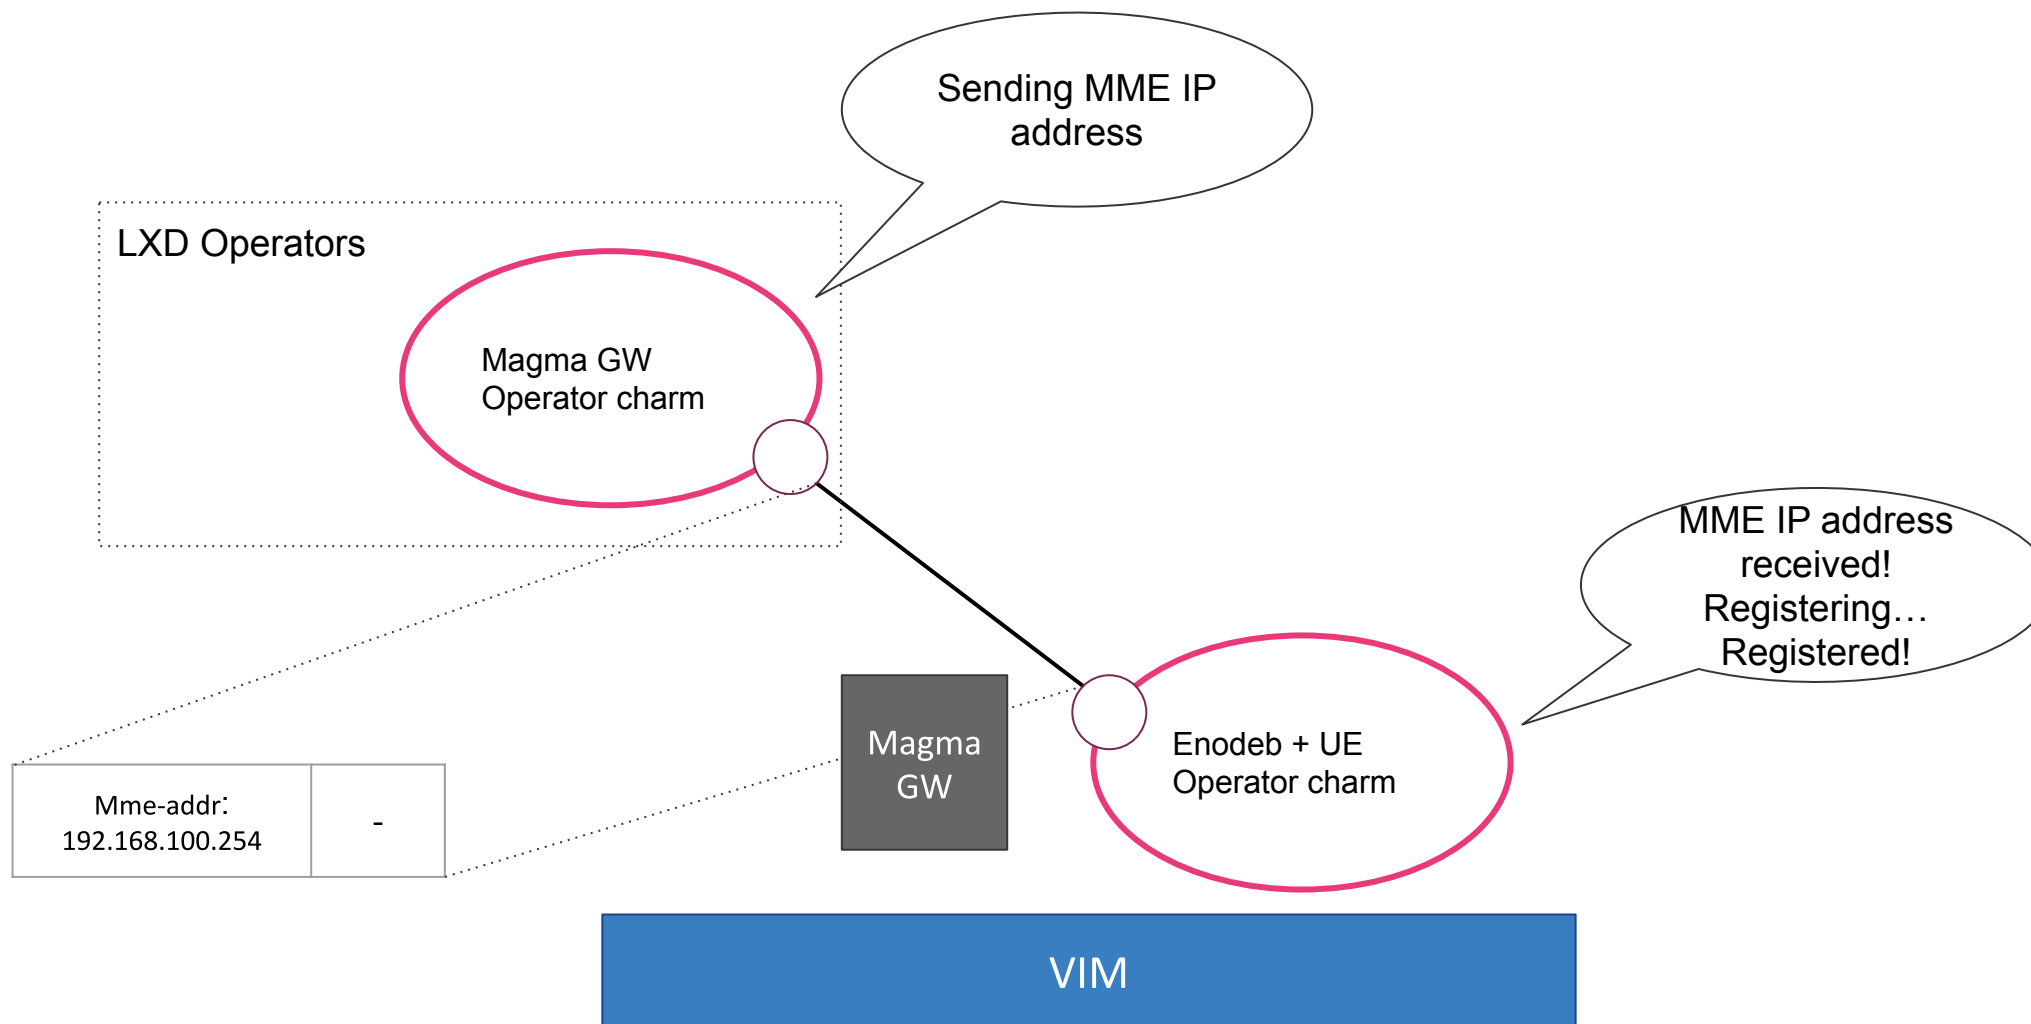 Sending MME IP
address
LXD Operators
Magma GW
Operator charm
MME IP address
received!
Registering…
Registered!
Magma
GW
Enodeb + UE
Operator charm
Mme-addr:
192.168.100.254
-
VIM